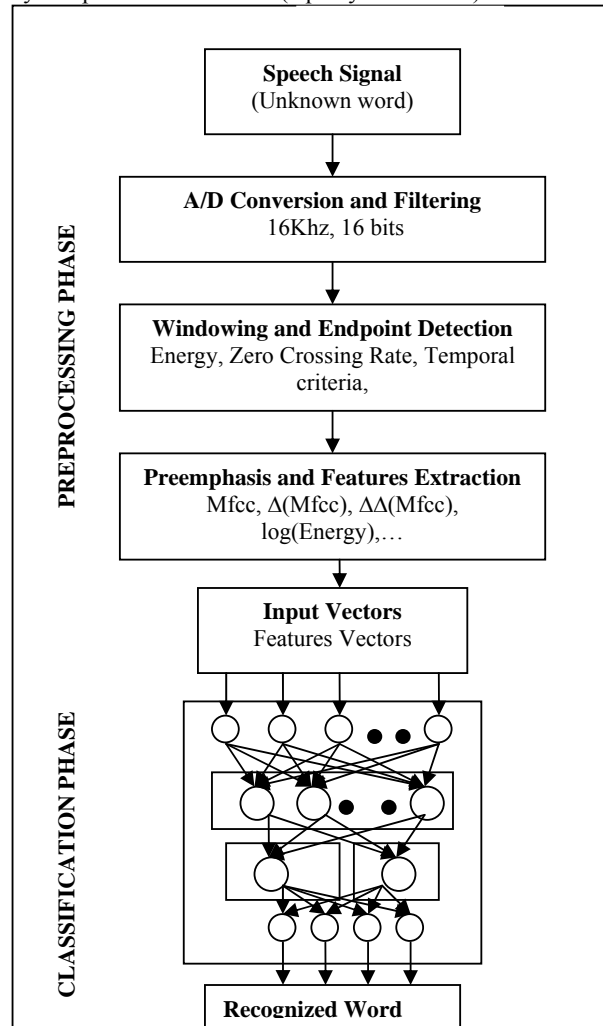 Speech Signal
(Unknown word)
A/D Conversion and Filtering
16Khz, 16 bits
Windowing and Endpoint Detection
Energy, Zero Crossing Rate, Temporal
criteria,
Preemphasis and Features Extraction
Mfcc, Δ(Mfcc), ΔΔ(Mfcc),
log(Energy),…
Input Vectors
Features Vectors
Recognized Word
PREPROCESSING PHASE
CLASSIFICATION PHASE